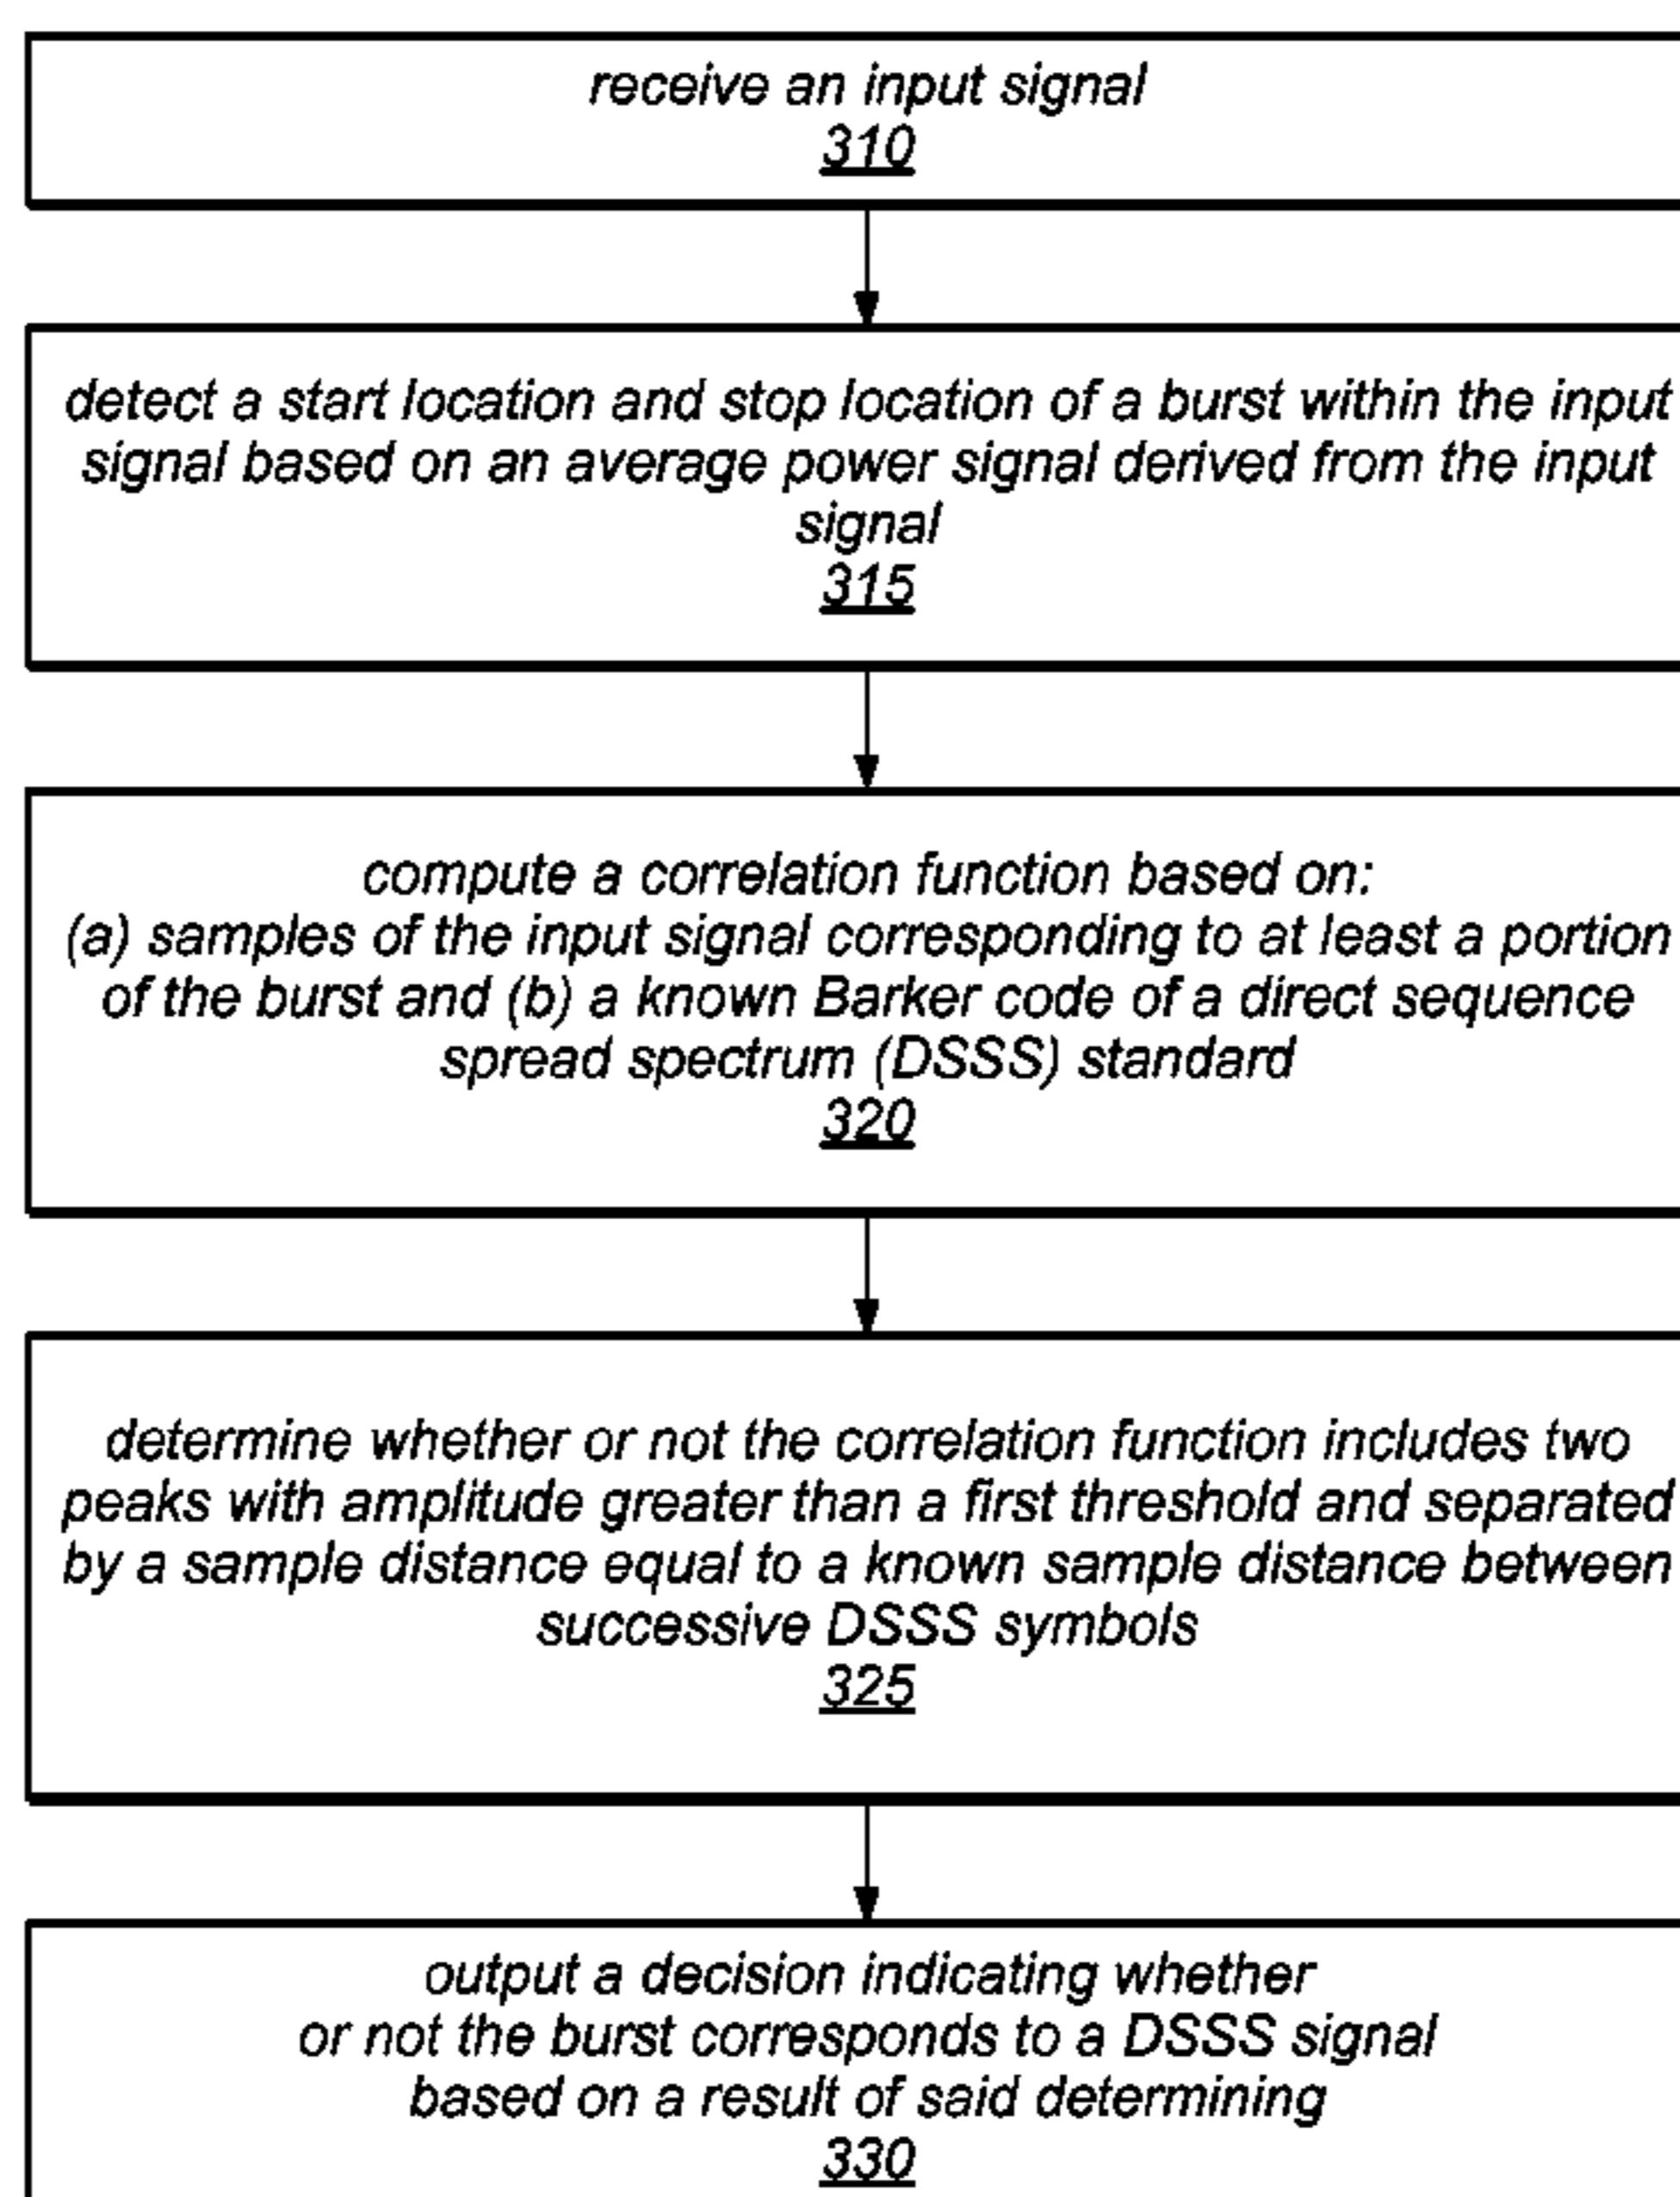 receive an input signal
310
detect a start location and stop location of a burst within the input
signal based on an average power signal derived from the input
signal
315
compute a correlation function based on:
(a) samples of the input signal corresponding to at least a portion
of the burst and (b) a known Barker code of a direct sequence
spread spectrum (DSSS) standard
320
determine whether or not the correlation function includes two
peaks with amplitude greater than a first threshold and separated
by a sample distance equal to a known sample distance between
successive DSSS symbols
325
output a decision indicating whether
or not the burst corresponds to a DSSS signal
based on a result of said determining
330